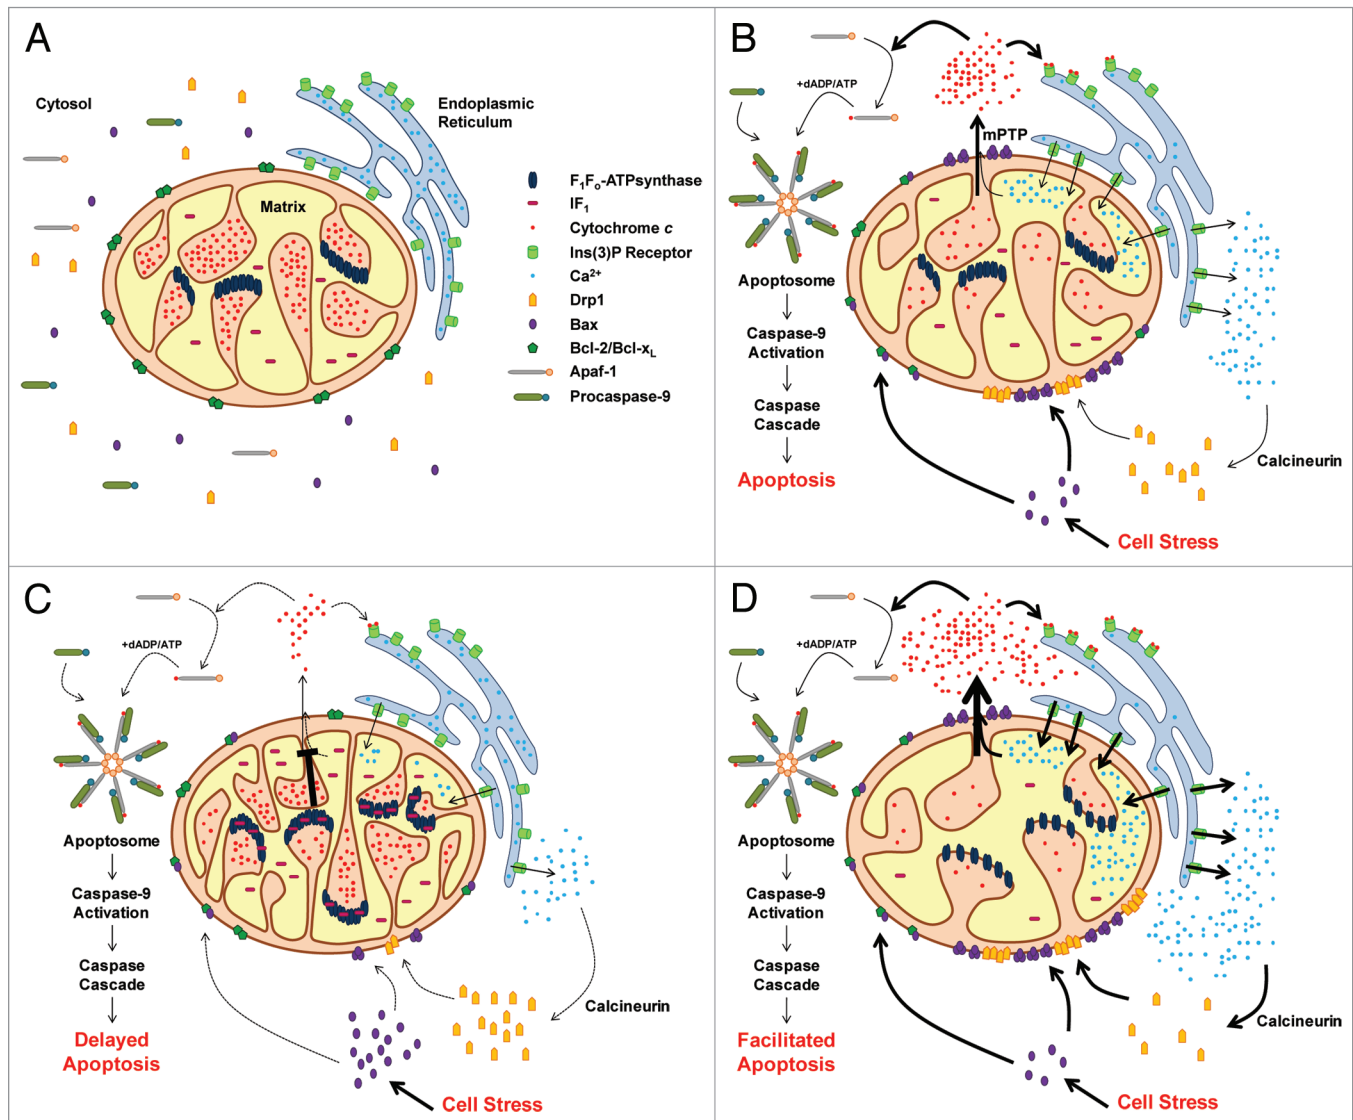 A
Cytosol
Endoplasmic
Reticulum
Matrix
F₁Fₒ-ATPsynthase
IF₁
Cytochrome c
Ins(3)P Receptor
Ca²⁺
Drp1
Bax
Bcl-2/Bcl-x_L
Apaf-1
Procaspase-9
B
+dADP/ATP
mPTP
Apoptosome
Caspase-9
Activation
Caspase
Cascade
Apoptosis
Calcineurin
Cell Stress
C
+dADP/ATP
Apoptosome
Caspase-9
Activation
Caspase
Cascade
Delayed
Apoptosis
Calcineurin
Cell Stress
D
+dADP/ATP
Apoptosome
Caspase-9
Activation
Caspase
Cascade
Facilitated
Apoptosis
Calcineurin
Cell Stress